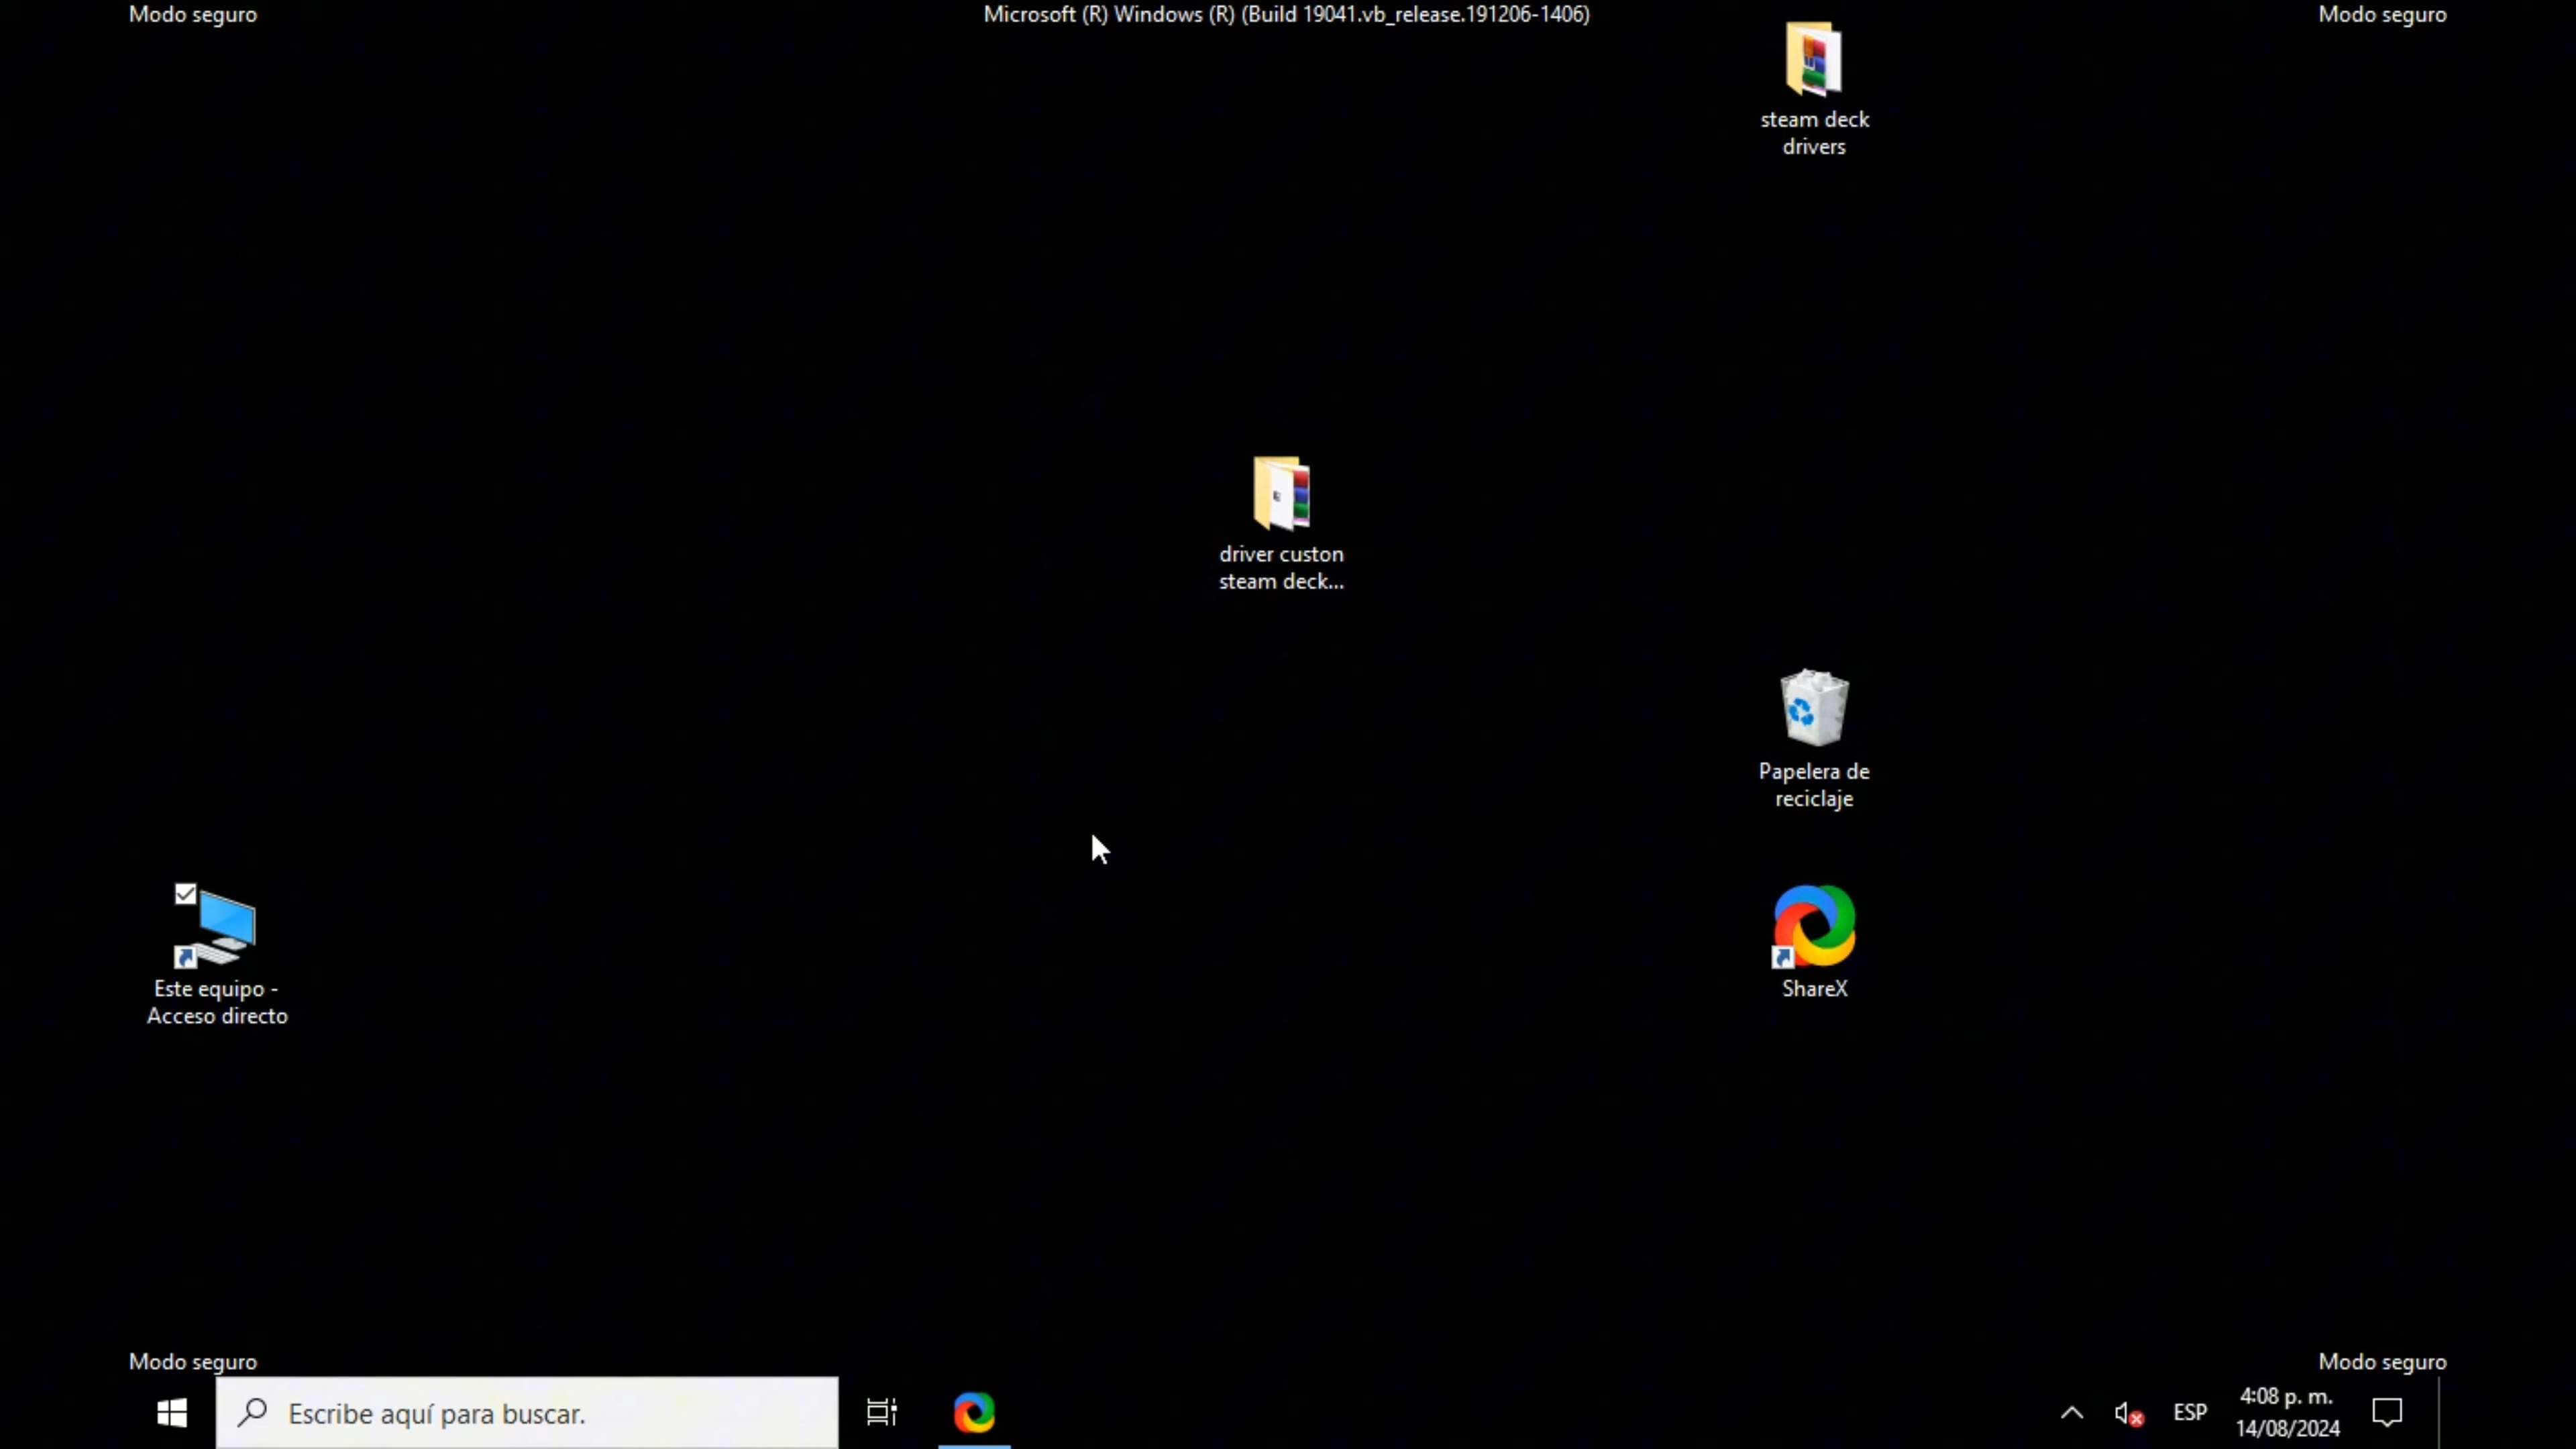 Modo seguro
Microsoft (R) Windows (R) (Build 19041.vb_release.191206-1406)
Modo seguro
steam deck
drivers
driver custon
steam deck...
Papelera de
reciclaje
Este equipo -
Acceso directo
ShareX
Modo seguro
Modo seguro
Escribe aquí para buscar.
ESP
4:08 p. m.
14/08/2024